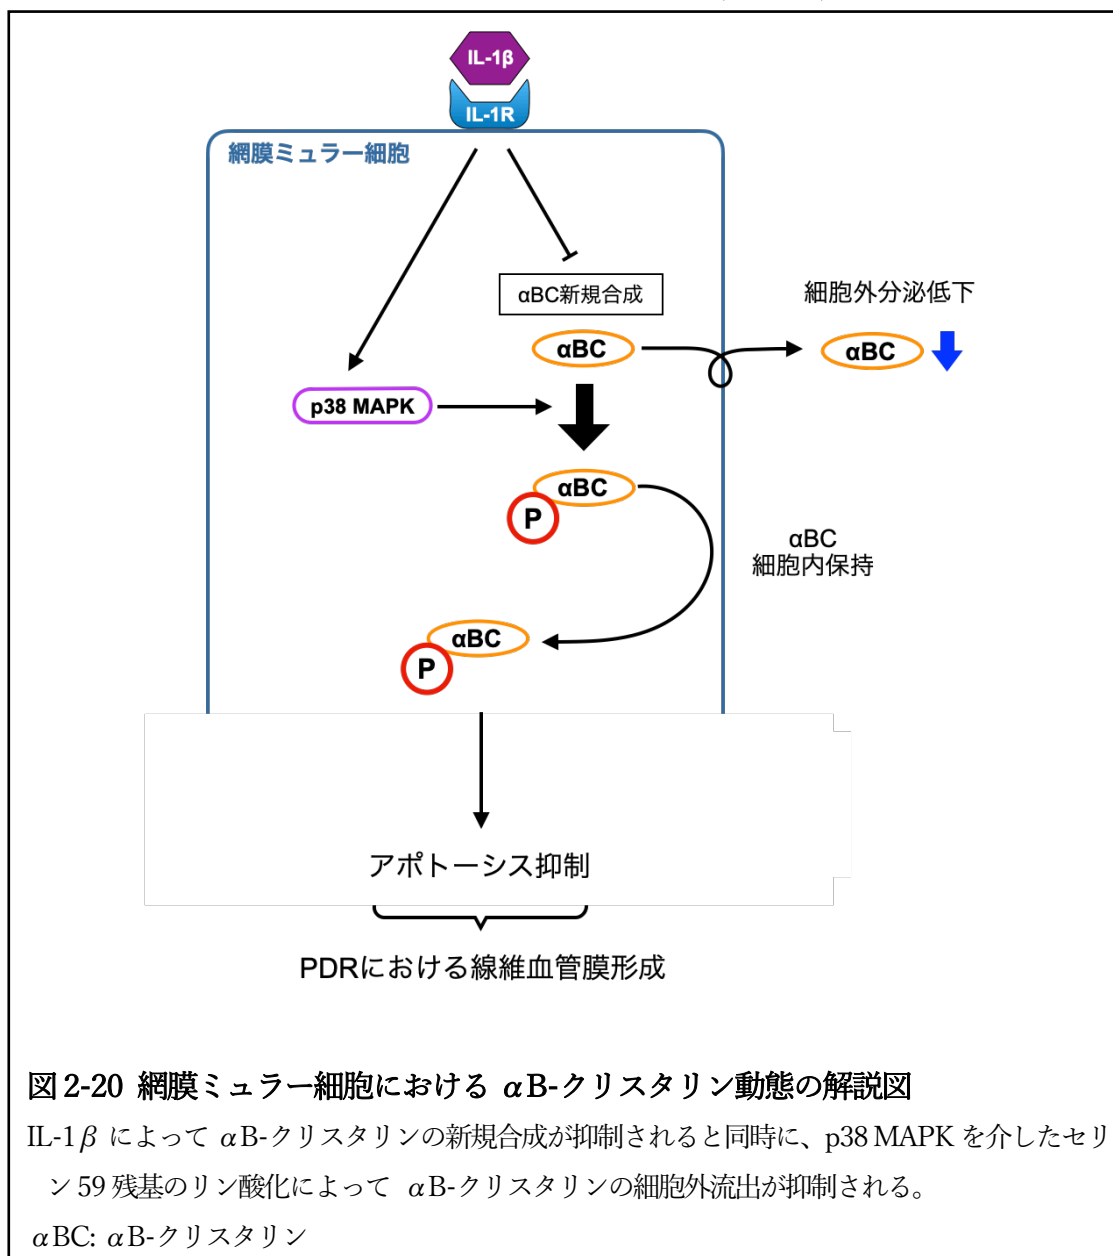 IL-1β
IL-1R
網膜ミュラー細胞
αBC新規合成
細胞外分泌低下
αBC
αBC
p38 MAPK
αBC
P
αBC
細胞内保持
αBC
P
アポトーシス抑制
PDRにおける線維血管膜形成
図 2-20 網膜ミュラー細胞における αB-クリスタリン動態の解説図
IL-1β によって αB-クリスタリンの新規合成が抑制されると同時に、p38 MAPK を介したセリ
ン 59 残基のリン酸化によって αB-クリスタリンの細胞外流出が抑制される。
αBC: αB-クリスタリン